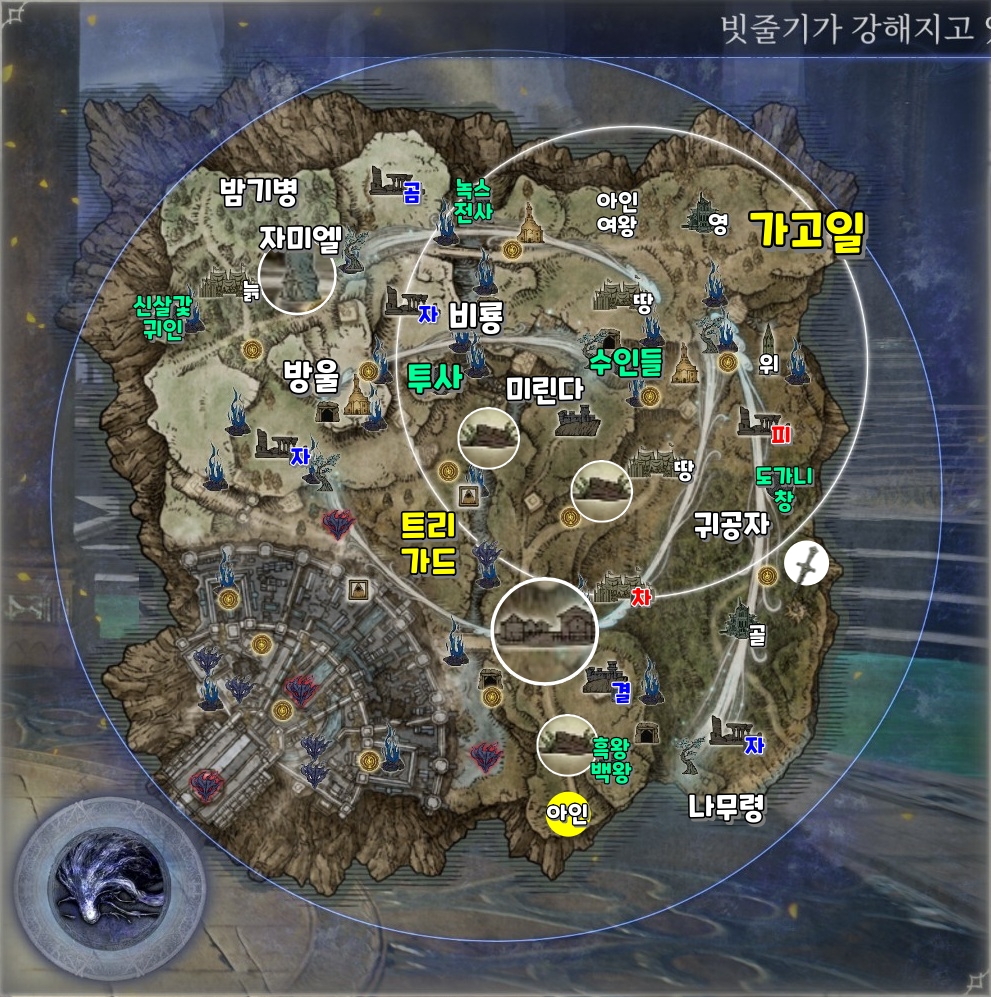 빗줄기가 강해지고
곰
밤기병
녹스
전사
아인
여왕
영
가고일
자미엘
늙
신살갗
귀인
자
비룡
땅
방울
투사
수인들
위
미린다
피
자
땅
도가니
창
트리
가드
귀공자
차
골
결
흑왕
백왕
자
아인
나무령